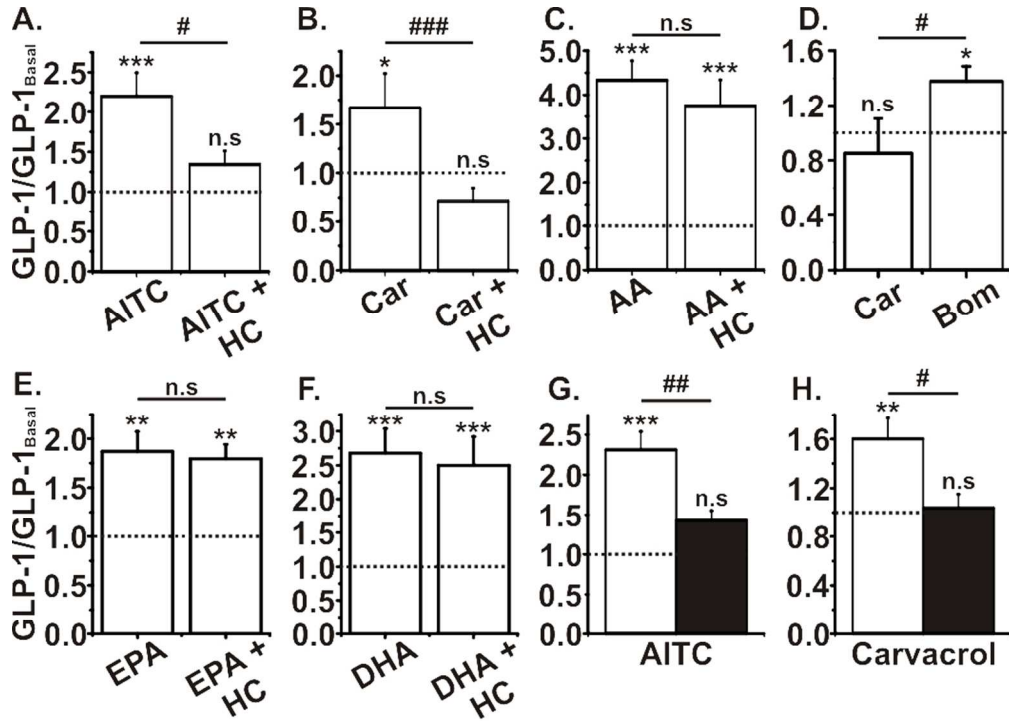 A.
#
GLP-1/GLP-1Basal
2.5
2.0
1.5
1.0
0.5
0.0
***
n.s
AITC
AITC +
HC
B.
###
2.0
1.5
1.0
0.5
0.0
*
n.s
Car
Car +
HC
C.
n.s
5.0
4.0
3.0
2.0
1.0
0.0
***
***
AA
AA +
HC
D.
#
1.6
1.2
0.8
0.4
0.0
n.s
*
Car
Bom
E.
n.s
GLP-1/GLP-1Basal
2.0
1.5
1.0
0.5
0.0
**
**
EPA
EPA +
HC
F.
n.s
3.0
2.5
2.0
1.5
1.0
0.5
0.0
***
***
DHA
DHA +
HC
G.
##
2.5
2.0
1.5
1.0
0.5
0.0
***
n.s
AITC
H.
#
1.6
1.2
0.8
0.4
0.0
**
n.s
Carvacrol